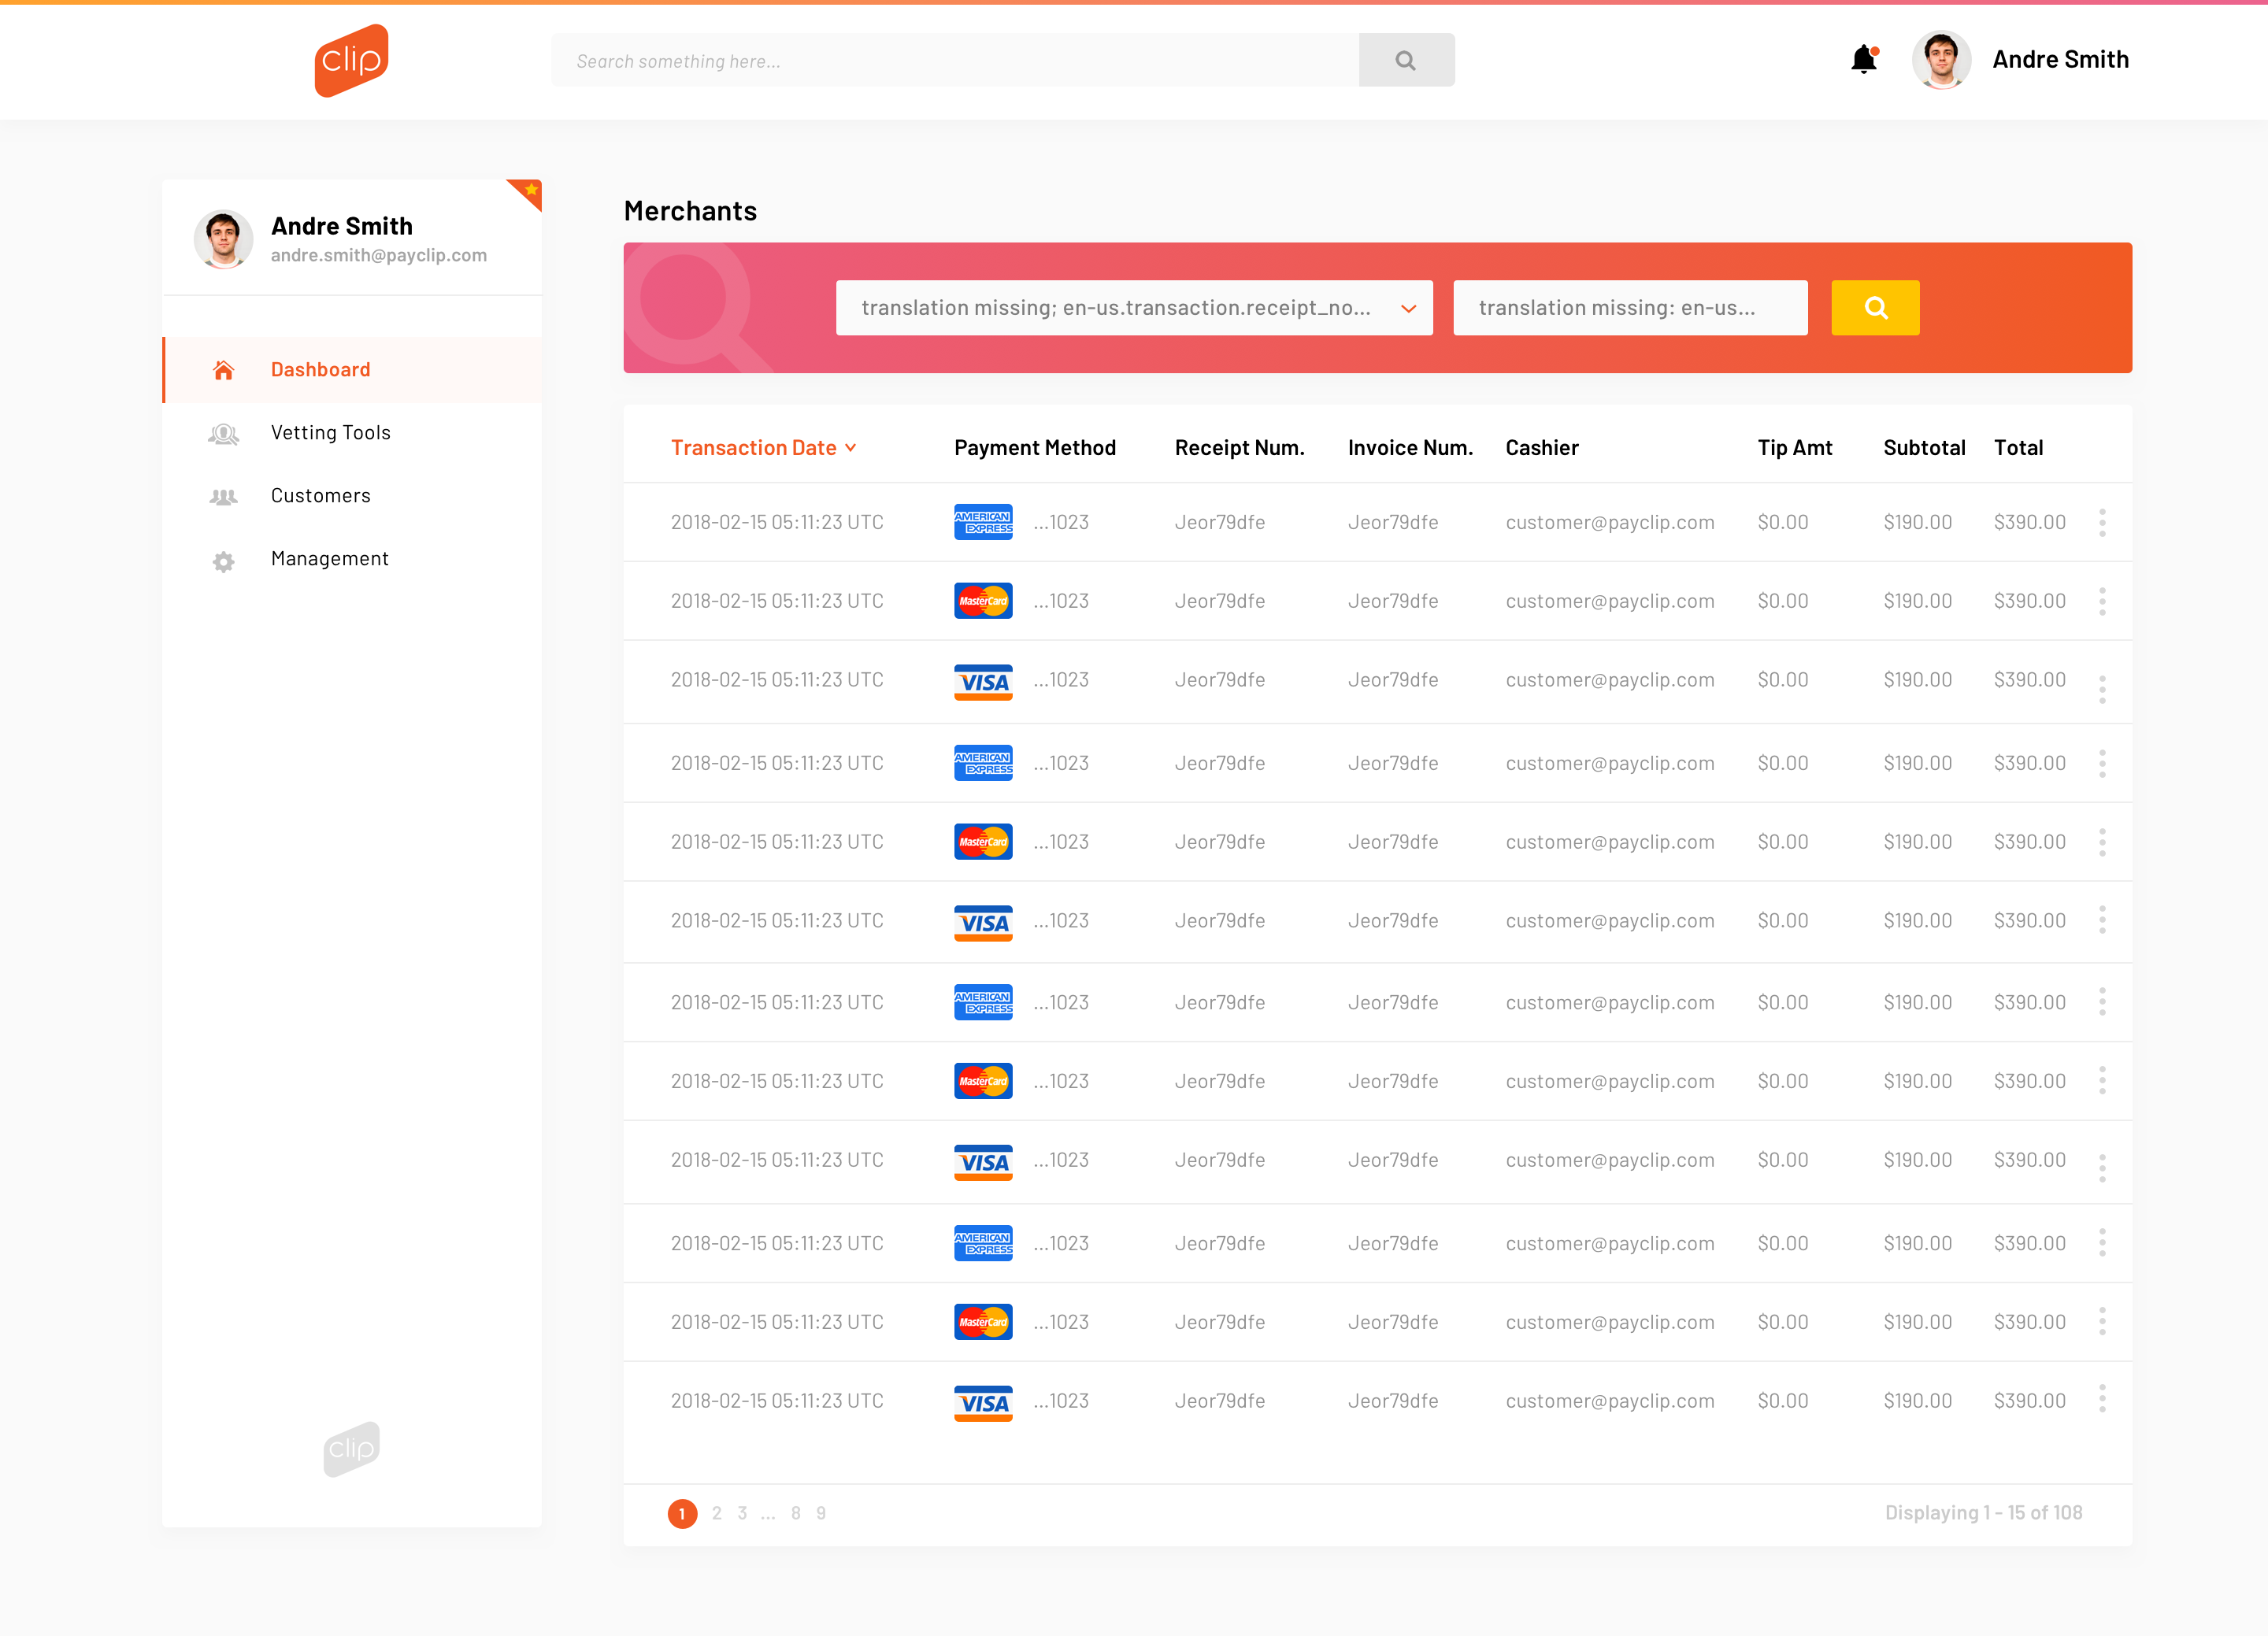 clip
Search something here...
Andre Smith
Andre Smith
andre.smith@payclip.com
Dashboard
Vetting Tools
Customers
Management
clip
Merchants
translation missing; en-us.transaction.receipt_no... translation missing: en-us...
Transaction Date Payment Method Receipt Num. Invoice Num. Cashier Tip Amt Subtotal Total
2018-02-15 05:11:23 UTC AMERICAN EXPRESS ...1023 Jeor79dfe Jeor79dfe customer@payclip.com $0.00 $190.00 $390.00
2018-02-15 05:11:23 UTC MasterCard ...1023 Jeor79dfe Jeor79dfe customer@payclip.com $0.00 $190.00 $390.00
2018-02-15 05:11:23 UTC VISA ...1023 Jeor79dfe Jeor79dfe customer@payclip.com $0.00 $190.00 $390.00
2018-02-15 05:11:23 UTC AMERICAN EXPRESS ...1023 Jeor79dfe Jeor79dfe customer@payclip.com $0.00 $190.00 $390.00
2018-02-15 05:11:23 UTC MasterCard ...1023 Jeor79dfe Jeor79dfe customer@payclip.com $0.00 $190.00 $390.00
2018-02-15 05:11:23 UTC VISA ...1023 Jeor79dfe Jeor79dfe customer@payclip.com $0.00 $190.00 $390.00
2018-02-15 05:11:23 UTC AMERICAN EXPRESS ...1023 Jeor79dfe Jeor79dfe customer@payclip.com $0.00 $190.00 $390.00
2018-02-15 05:11:23 UTC MasterCard ...1023 Jeor79dfe Jeor79dfe customer@payclip.com $0.00 $190.00 $390.00
2018-02-15 05:11:23 UTC VISA ...1023 Jeor79dfe Jeor79dfe customer@payclip.com $0.00 $190.00 $390.00
2018-02-15 05:11:23 UTC AMERICAN EXPRESS ...1023 Jeor79dfe Jeor79dfe customer@payclip.com $0.00 $190.00 $390.00
2018-02-15 05:11:23 UTC MasterCard ...1023 Jeor79dfe Jeor79dfe customer@payclip.com $0.00 $190.00 $390.00
2018-02-15 05:11:23 UTC VISA ...1023 Jeor79dfe Jeor79dfe customer@payclip.com $0.00 $190.00 $390.00
1 2 3 ... 8 9 Displaying 1 - 15 of 108